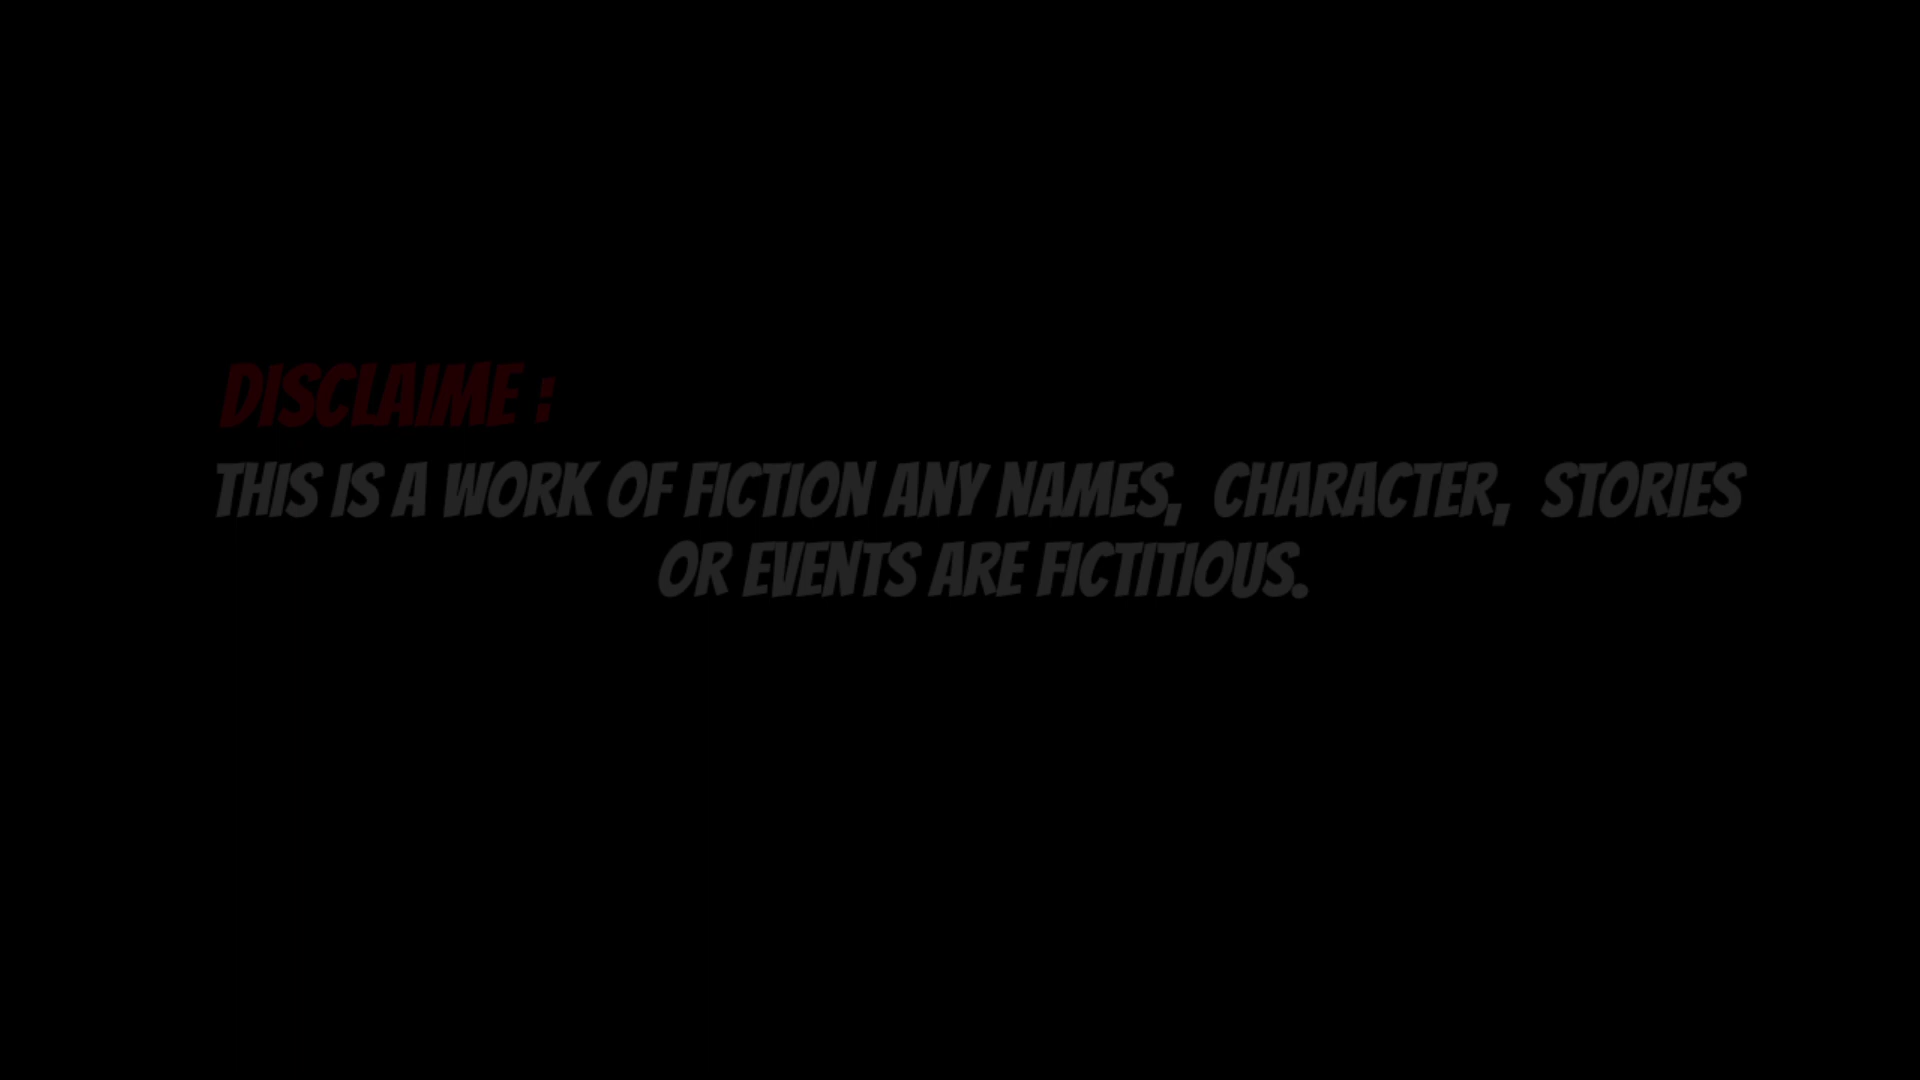 DISCLAIME :
THIS IS A WORK OF FICTION ANY NAMES, CHARACTER, STORIES
OR EVENTS ARE FICTITIOUS.